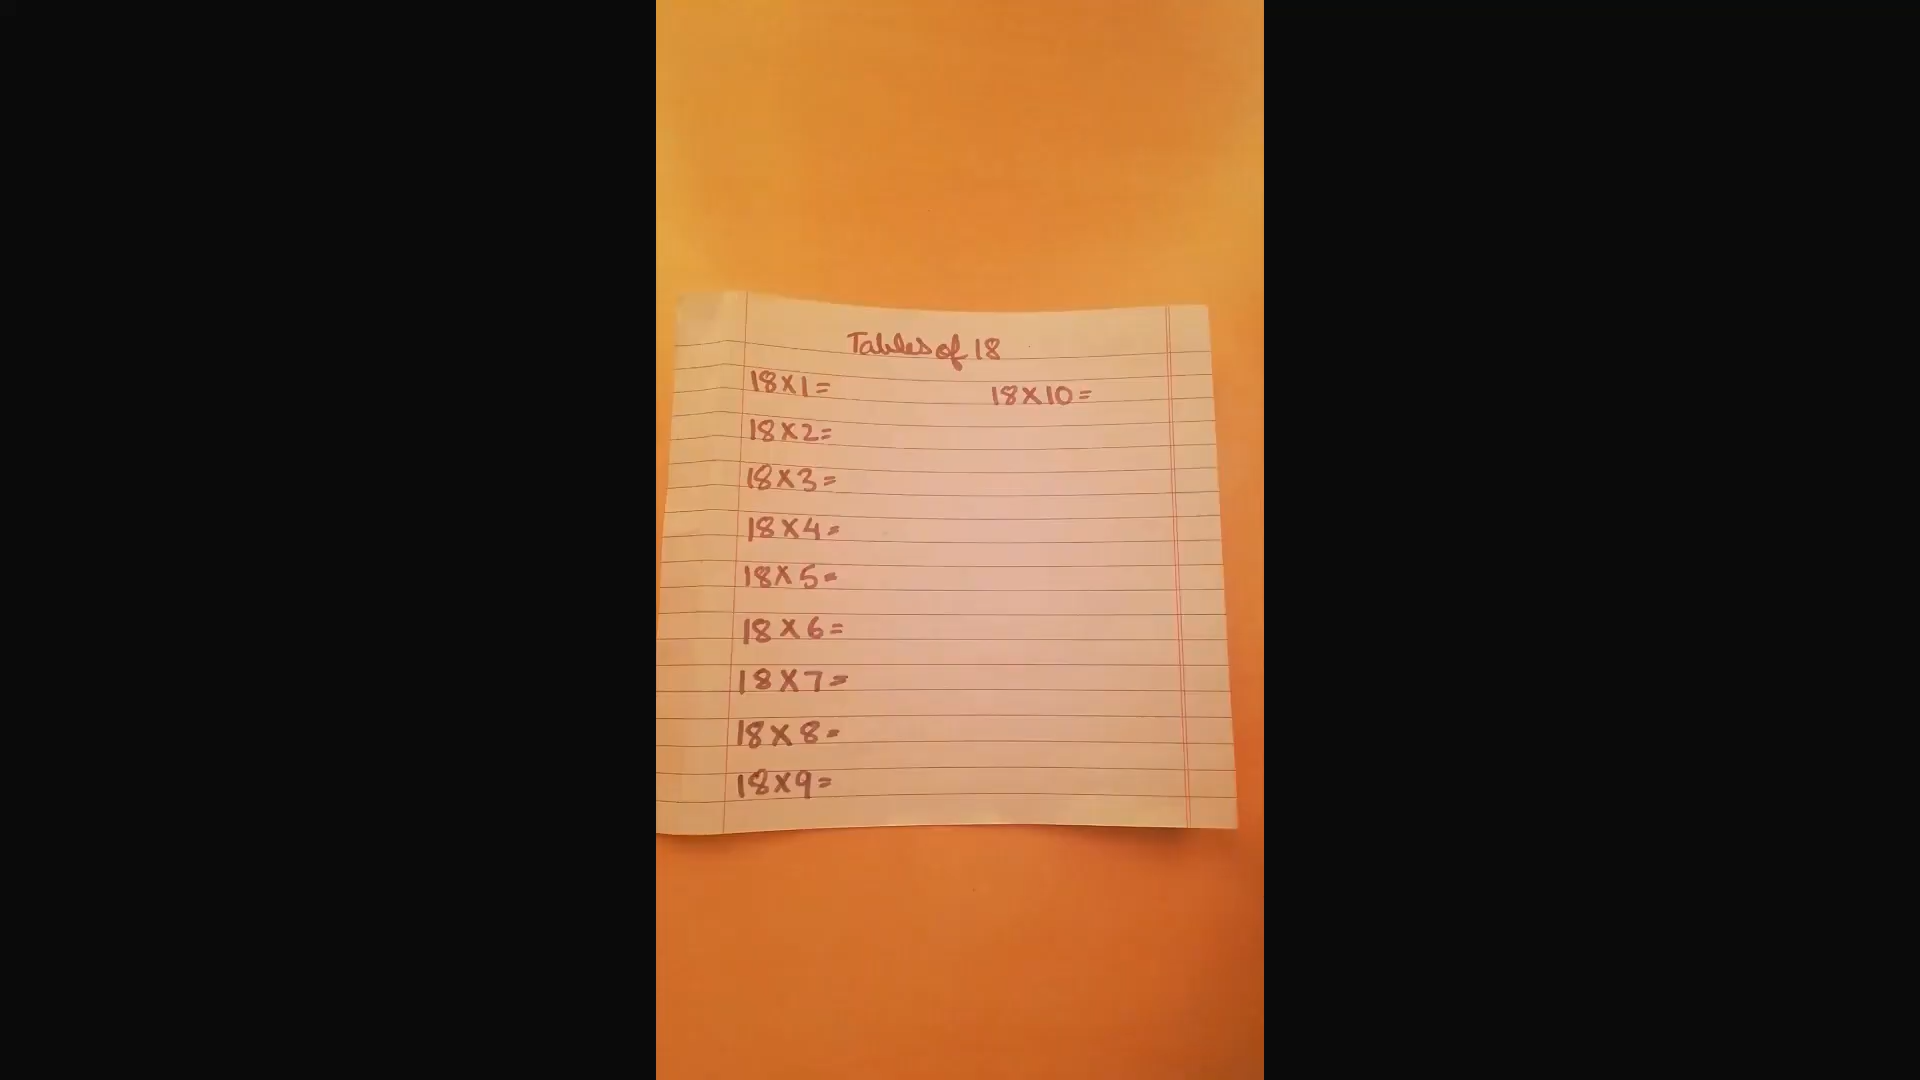 Tables of 18
18X1=
18X2=
18X3=
18X4=
18X5=
18X6=
18X7=
18X8=
18X9=
18X10=